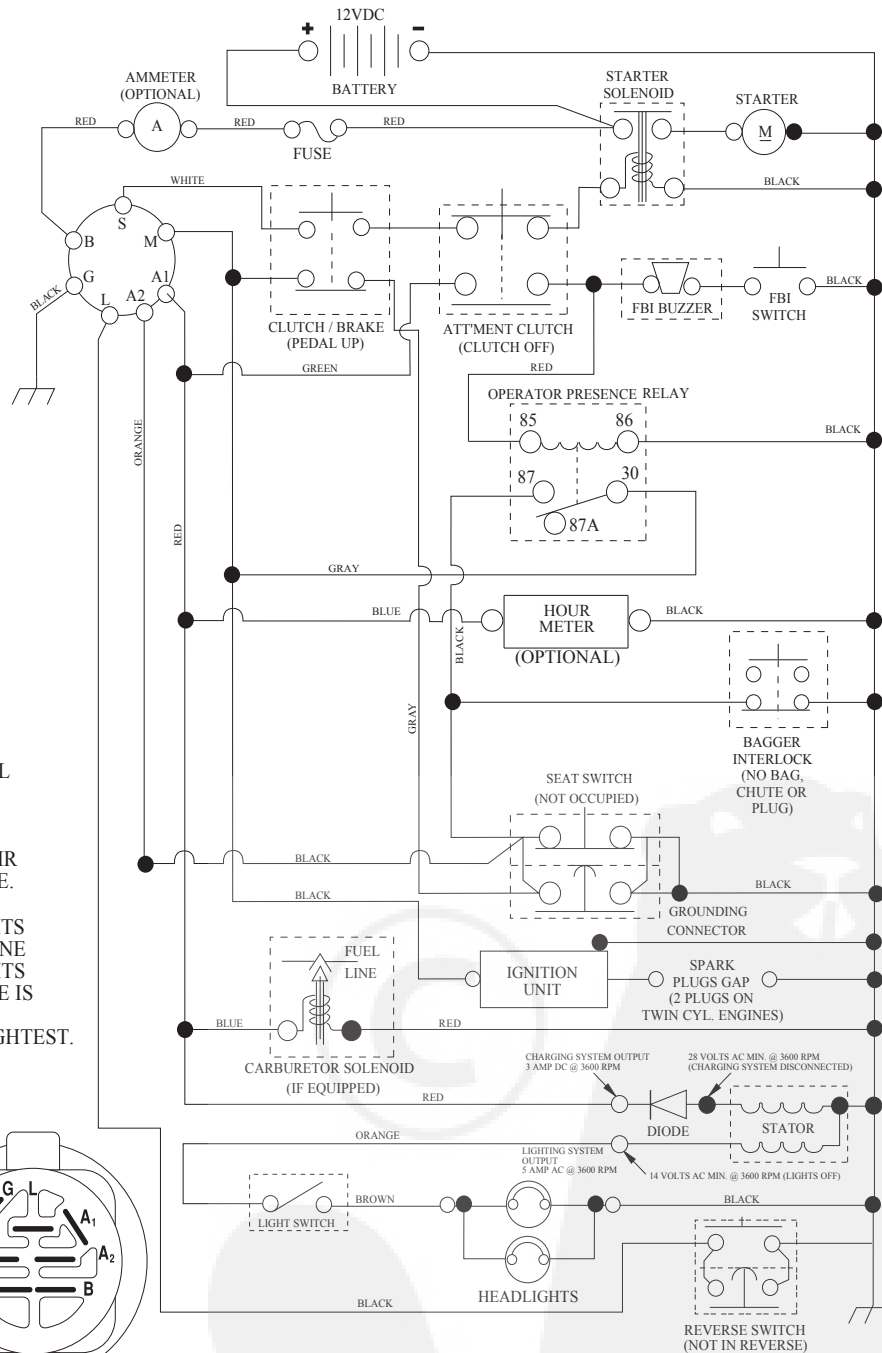 12VDC
+
-
BATTERY
AMMETER
(OPTIONAL)
STARTER
SOLENOID
STARTER
RED
A
RED
FUSE
RED
M
WHITE
BLACK
S
B
M
G
A1
A2
L
BLACK
CLUTCH / BRAKE
(PEDAL UP)
ATT'MENT CLUTCH
(CLUTCH OFF)
FBI BUZZER
FBI
SWITCH
BLACK
GREEN
RED
OPERATOR PRESENCE RELAY
85
86
BLACK
87
30
87A
ORANGE
RED
GRAY
BLUE
HOUR
METER
BLACK
(OPTIONAL)
BLACK
GRAY
BAGGER
INTERLOCK
(NO BAG,
CHUTE OR
PLUG)
SEAT SWITCH
(NOT OCCUPIED)
BLACK
BLACK
BLACK
GROUNDING
CONNECTOR
FUEL
LINE
IGNITION
UNIT
SPARK
PLUGS GAP
(2 PLUGS ON
TWIN CYL. ENGINES)
BLUE
RED
CARBURETOR SOLENOID
(IF EQUIPPED)
CHARGING SYSTEM OUTPUT
3 AMP DC @ 3600 RPM
28 VOLTS AC MIN. @ 3600 RPM
(CHARGING SYSTEM DISCONNECTED)
RED
DIODE
STATOR
ORANGE
LIGHTING SYSTEM
OUTPUT
5 AMP AC @ 3600 RPM
14 VOLTS AC MIN. @ 3600 RPM (LIGHTS OFF)
LIGHT SWITCH
BROWN
BLACK
HEADLIGHTS
BLACK
REVERSE SWITCH
(NOT IN REVERSE)
E IS
G
L
A1
A2
B
©